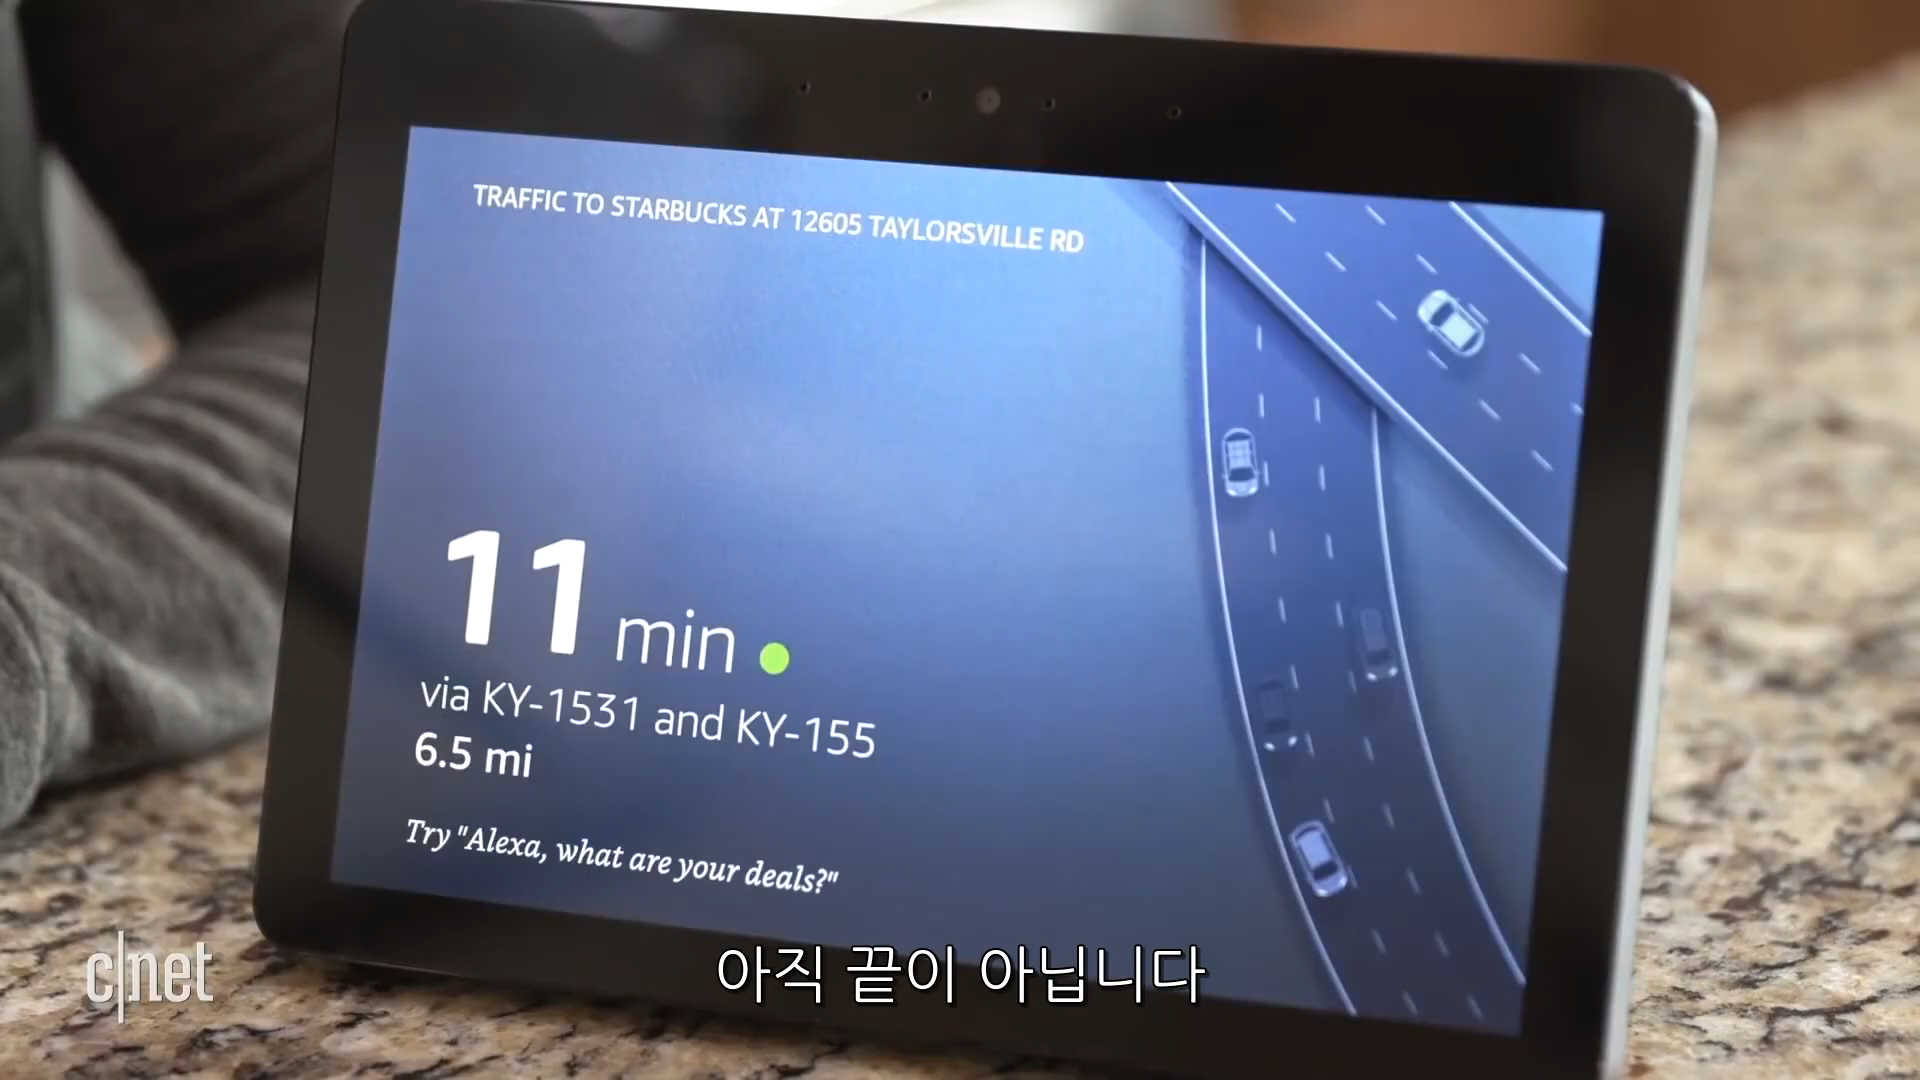 TRAFFIC TO STARBUCKS AT 12605 TAYLORSVILLE RD
11 min
via KY-1531 and KY-155
6.5 mi
Try "Alexa, what are your deals?"
c|net
아직 끝이 아닙니다